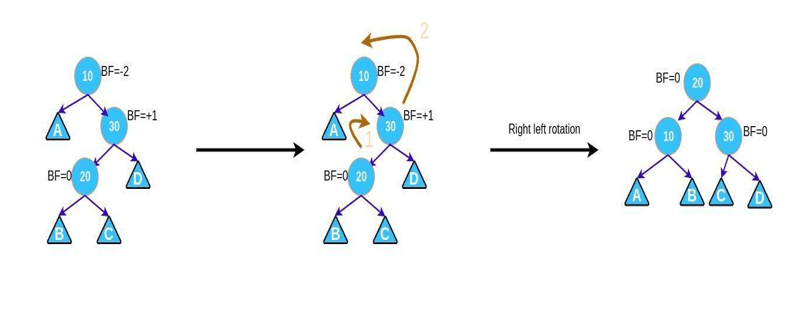 10 BF=-2
A 30 BF=+1
BF=0 20 D
B C
2
10 BF=-2
A 1 30 BF=+1
BF=0 20 D
B C
Right left rotation
BF=0 20
BF=0 10 30 BF=0
A B C D